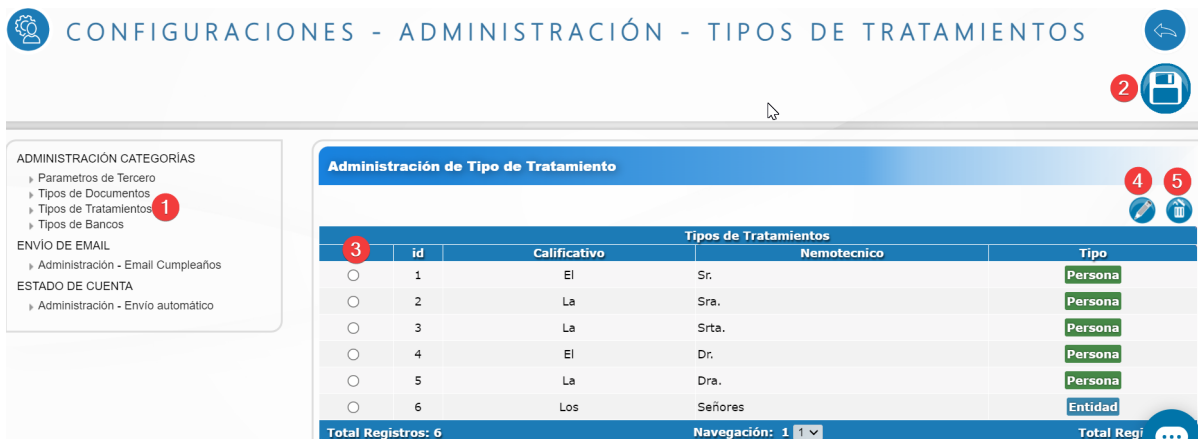 CONFIGURACIONES - ADMINISTRACIÓN - TIPOS DE TRATAMIENTOS
2
ADMINISTRACIÓN CATEGORÍAS
Parametros de Tercero
Tipos de Documentos
Tipos de Tratamientos 1
Tipos de Bancos
ENVÍO DE EMAIL
Administración - Email Cumpleaños
ESTADO DE CUENTA
Administración - Envío automático
Administración de Tipo de Tratamiento
4 5
Tipos de Tratamientos
3 id Calificativo Nemotecnico Tipo
1 El Sr. Persona
2 La Sra. Persona
3 La Srta. Persona
4 El Dr. Persona
5 La Dra. Persona
6 Los Señores Entidad
Total Registros: 6 Navegación: 1 1 Total